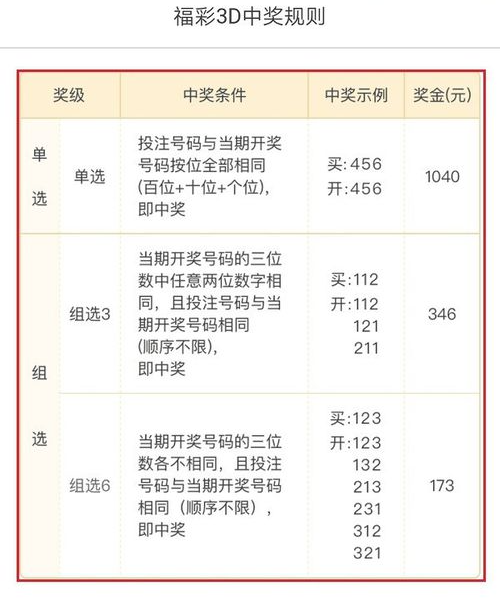 福彩3D中奖规则
奖级 中奖条件 中奖示例 奖金(元)
单选
单选
投注号码与当期开奖
号码按位全部相同
(百位+十位+个位),
即中奖
买:456
开:456
1040
组选
组选3
当期开奖号码的三位
数中任意两位数字相
同，且投注号码与当
期开奖号码相同
(顺序不限),
即中奖
买:112
开:112
121
211
346
组选6
当期开奖号码的三位
数各不相同，且投注
号码与当期开奖号码
相同（顺序不限），
即中奖
买:123
开:123
132
213
231
312
321
173